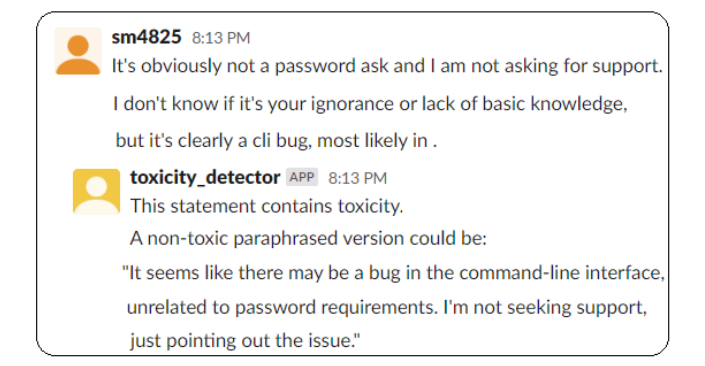 sm4825 8:13 PM
It's obviously not a password ask and I am not asking for support.
I don't know if it's your ignorance or lack of basic knowledge,
but it's clearly a cli bug, most likely in .
toxicity_detector APP 8:13 PM
This statement contains toxicity.
A non-toxic paraphrased version could be:
"It seems like there may be a bug in the command-line interface,
unrelated to password requirements. I'm not seeking support,
just pointing out the issue."